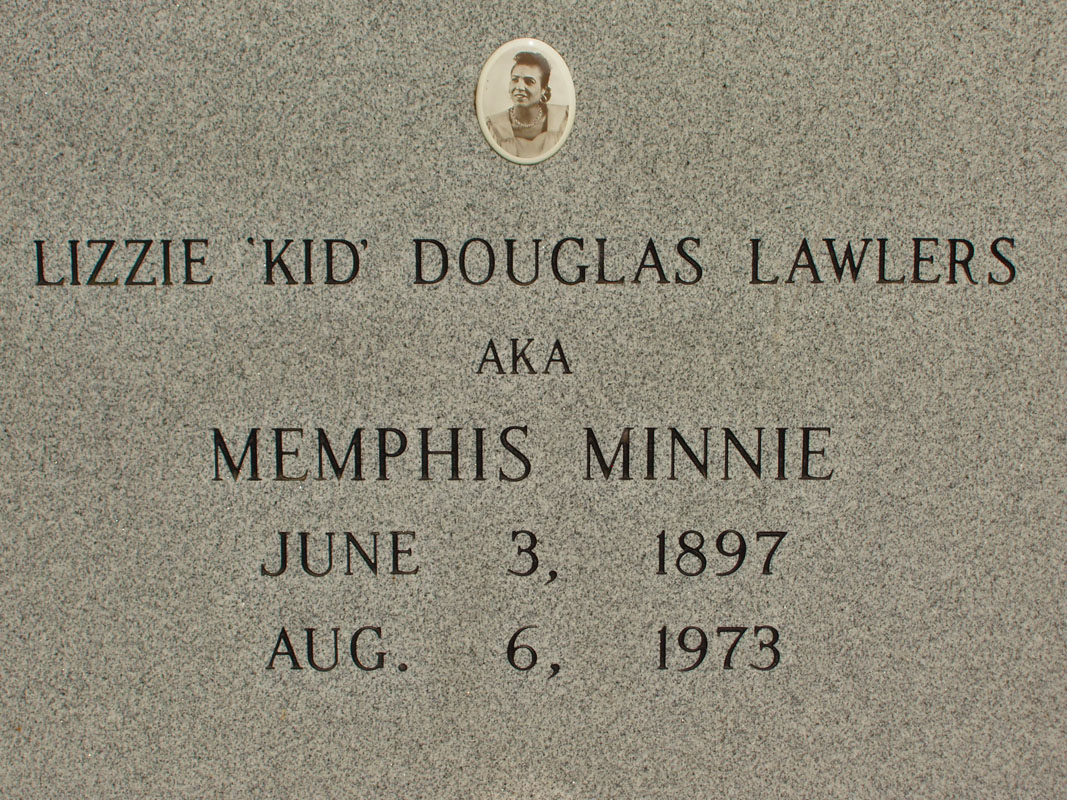 LIZZIE 'KID' DOUGLAS LAWLERS
AKA
MEMPHIS MINNIE
JUNE 3, 1897
AUG. 6, 1973